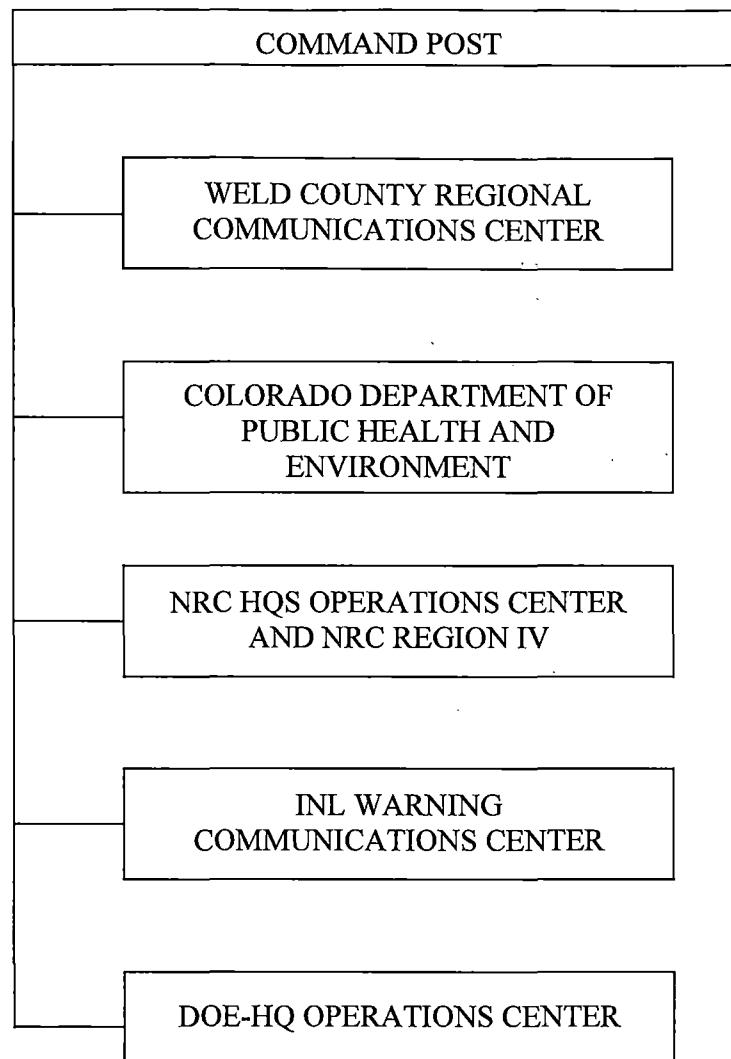 COMMAND POST
WELD COUNTY REGIONAL
COMMUNICATIONS CENTER
COLORADO DEPARTMENT OF
PUBLIC HEALTH AND
ENVIRONMENT
NRC HQS OPERATIONS CENTER
AND NRC REGION IV
INL WARNING
COMMUNICATIONS CENTER
DOE-HQ OPERATIONS CENTER